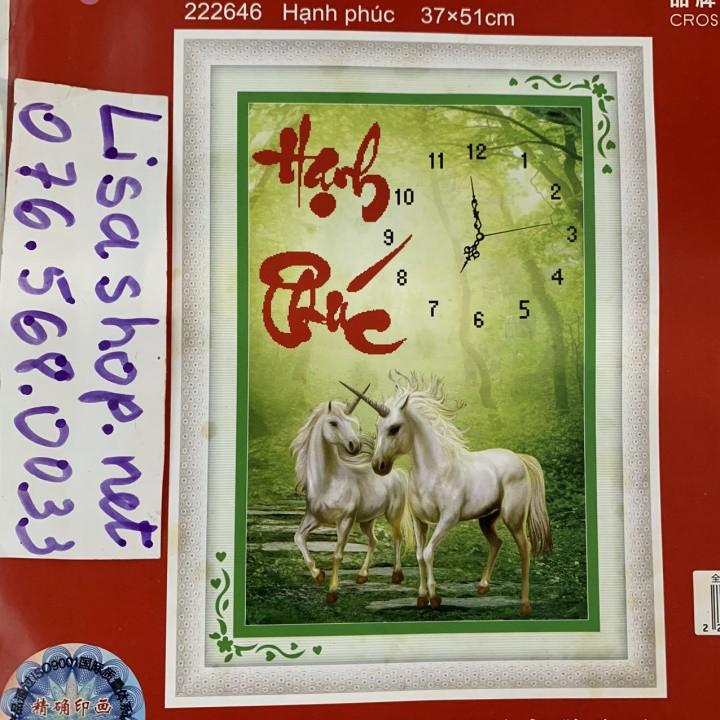 222646 Hạnh phúc 37×51cm
CROS
Lisashop.net
076.568.0033
Hạnh
Phúc
12
11
1
10
2
9
3
8
4
7
5
6
精确印画